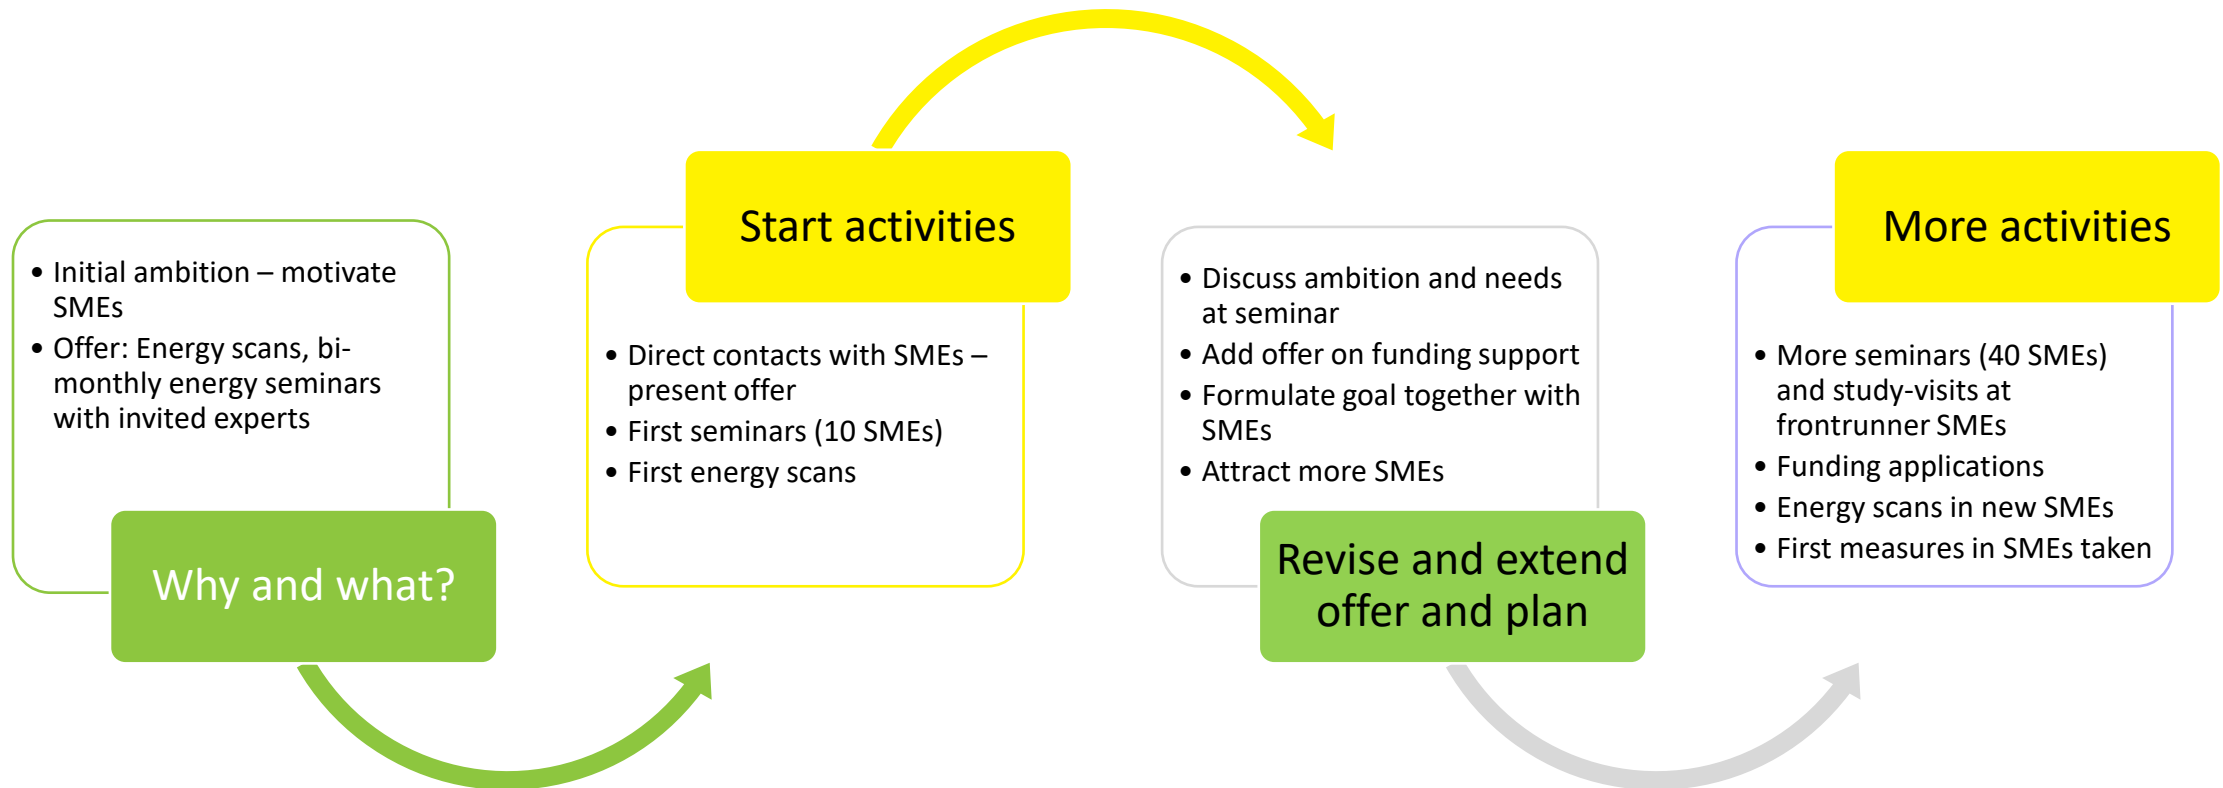 • Initial ambition – motivate
SMEs
• Offer: Energy scans, bi-
monthly energy seminars
with invited experts
Why and what?
Start activities
• Direct contacts with SMEs –
present offer
• First seminars (10 SMEs)
• First energy scans
• Discuss ambition and needs
at seminar
• Add offer on funding support
• Formulate goal together with
SMEs
• Attract more SMEs
Revise and extend
offer and plan
More activities
• More seminars (40 SMEs)
and study-visits at
frontrunner SMEs
• Funding applications
• Energy scans in new SMEs
• First measures in SMEs taken